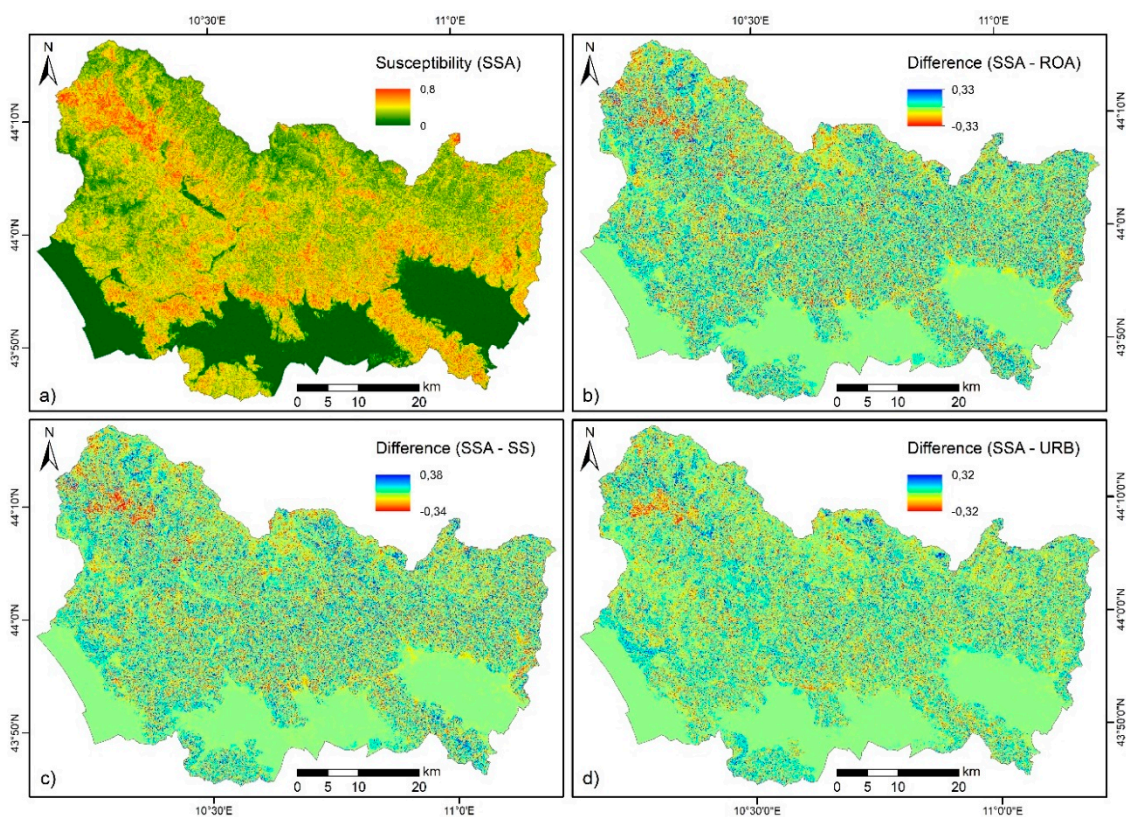 10°30'E 11°0'E 10°30'E 11°0'E
a)
N
Susceptibility (SSA)
0,8
0
km
0 5 10 20
44°10'N
44°0'N
43°50'N
b)
N
Difference (SSA - ROA)
0,33
-0,33
km
0 5 10 20
44°10'N
44°0'N
43°50'N
N
Difference (SSA - SS)
0,38
-0,34
c)
km
0 5 10 20
44°10'N
44°0'N
43°50'N
N
Difference (SSA - URB)
0,32
-0,32
d)
km
0 5 10 20
44°10'0"N
44°0'0"N
43°50'0"N
10°30'0"E 11°0'E 10°30'0"E 11°0'0"E